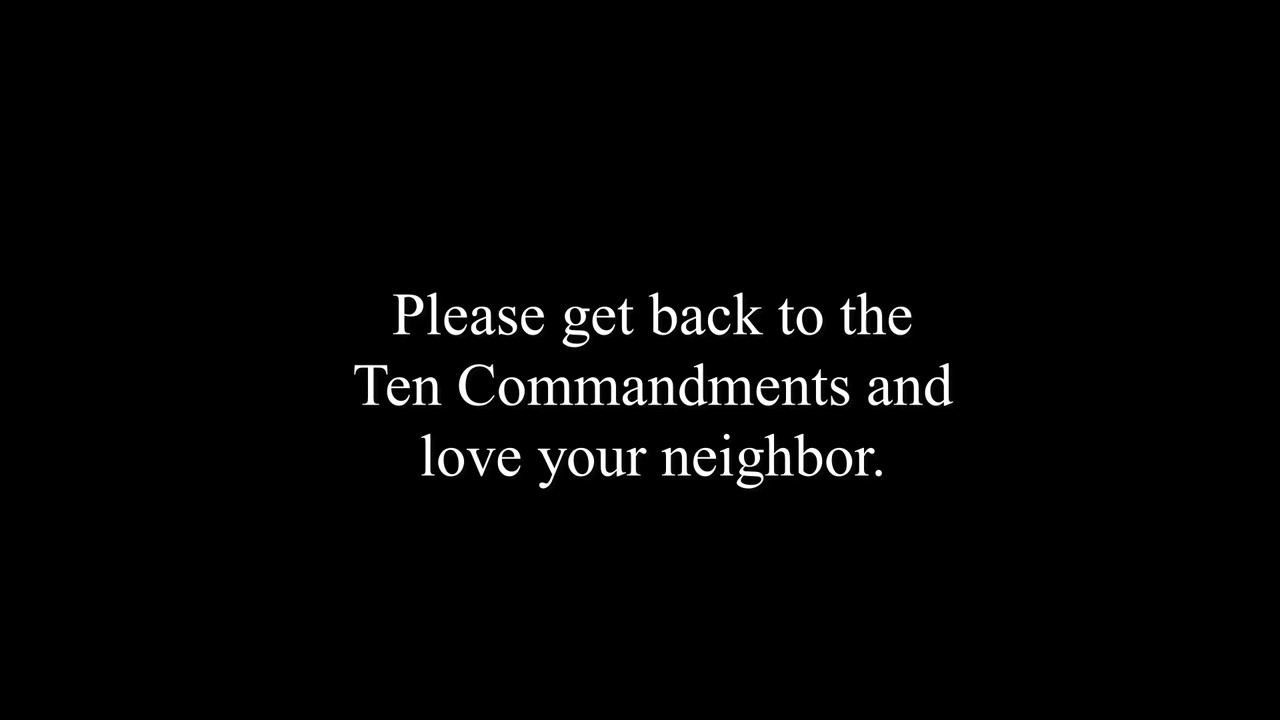 Please get back to the
Ten Commandments and
love your neighbor.